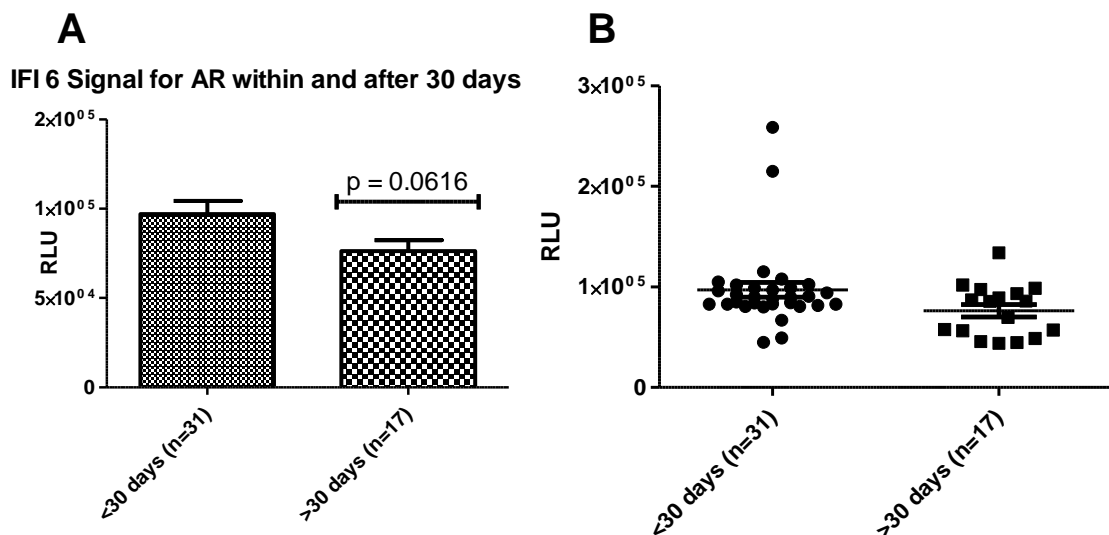 A
IFI 6 Signal for AR within and after 30 days
2×10⁰⁵
1×10⁰⁵
5×10⁰⁴
0
RLU
p = 0.0616
<30 days (n=31)
>30 days (n=17)
B
3×10⁰⁵
2×10⁰⁵
1×10⁰⁵
0
RLU
<30 days (n=31)
>30 days (n=17)